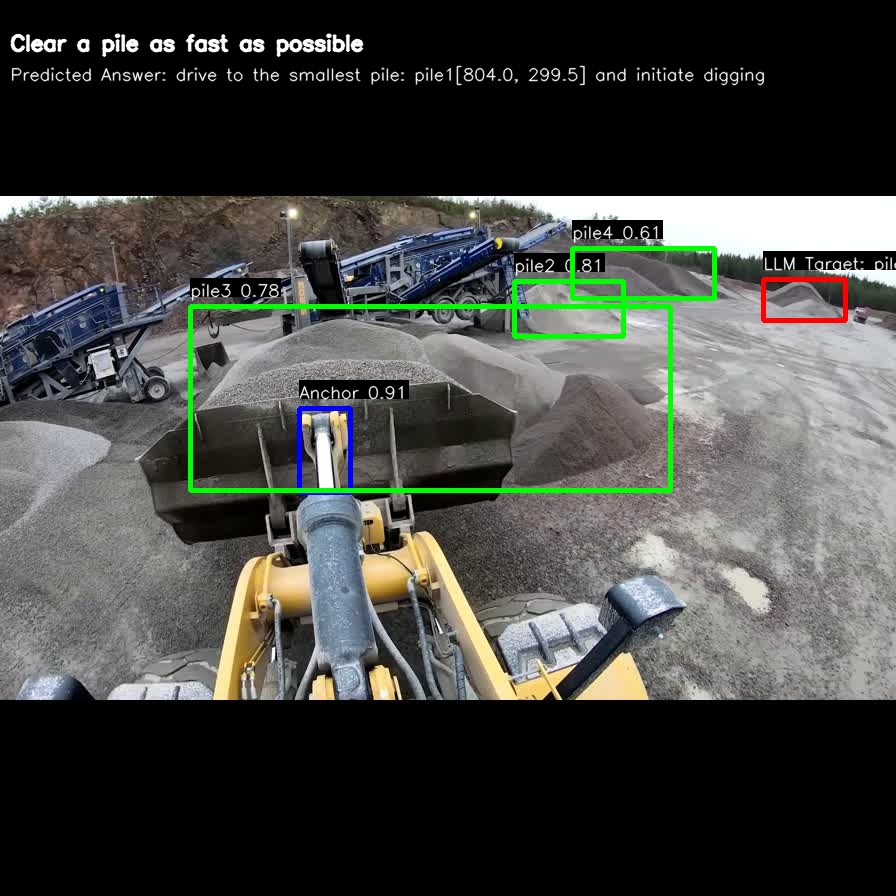 Clear a pile as fast as possible
Predicted Answer: drive to the smallest pile: pile1[804.0, 299.5] and initiate digging
pile4 0.61
pile2 0.81
LLM Target: pile
pile3 0.78
Anchor 0.91